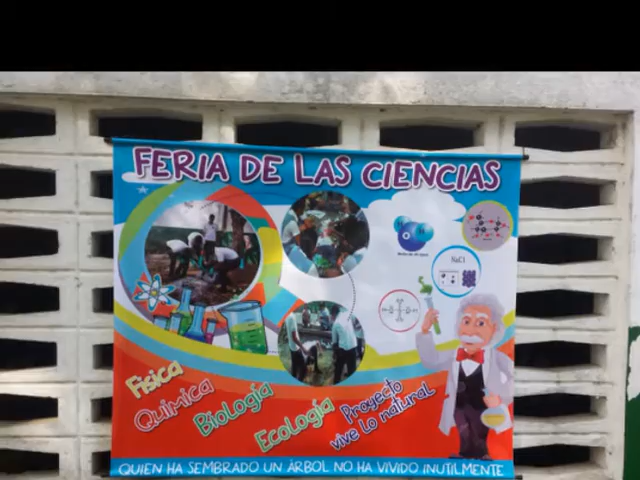 FERIA DE LAS CIENCIAS
NaCl
Física
Química
Biología
Ecología
Proyecto
vive lo natural
QUIEN HA SEMBRADO UN ÀRBOL NO HA VIVIDO INUTILMENTE